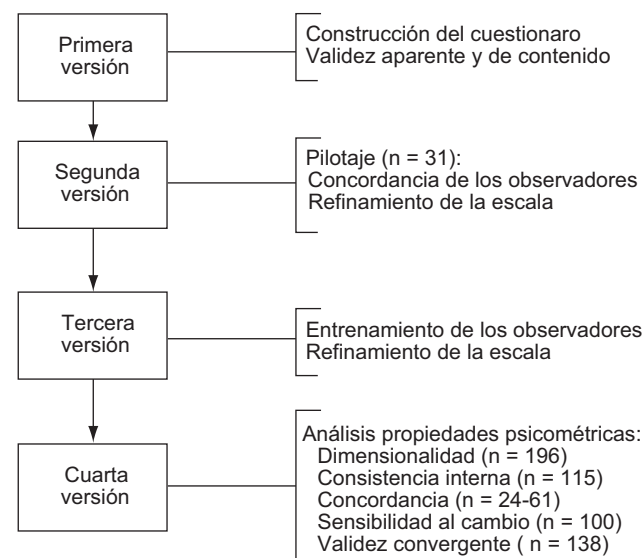 Primera
versión
Construcción del cuestionaro
Validez aparente y de contenido
Segunda
versión
Pilotaje (n = 31):
Concordancia de los observadores
Refinamiento de la escala
Tercera
versión
Entrenamiento de los observadores
Refinamiento de la escala
Cuarta
versión
Análisis propiedades psicométricas:
Dimensionalidad (n = 196)
Consistencia interna (n = 115)
Concordancia (n = 24-61)
Sensibilidad al cambio (n = 100)
Validez convergente ( n = 138)